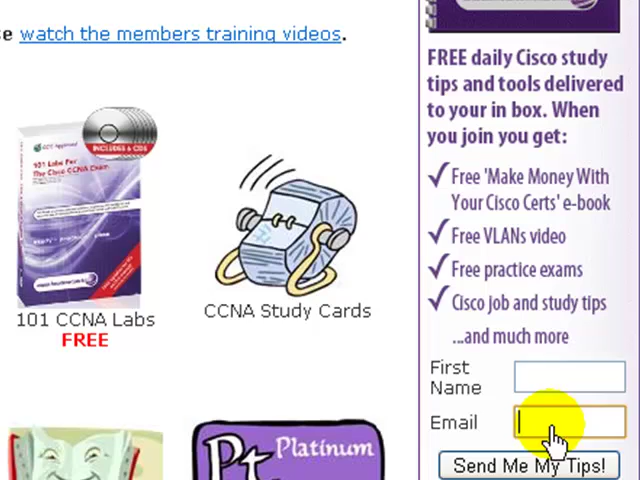 e watch the members training videos.
FREE daily Cisco study
tips and tools delivered
to your in box. When
you join you get:
Free 'Make Money With
Your Cisco Certs' e-book
Free VLANs video
Free practice exams
Cisco job and study tips
...and much more
First
Name
Email
Send Me My Tips!
INCLUDES 6 CDS
101 Labs For
The Cisco CCNA Exam
101 CCNA Labs
FREE
CCNA Study Cards
Pt Platinum